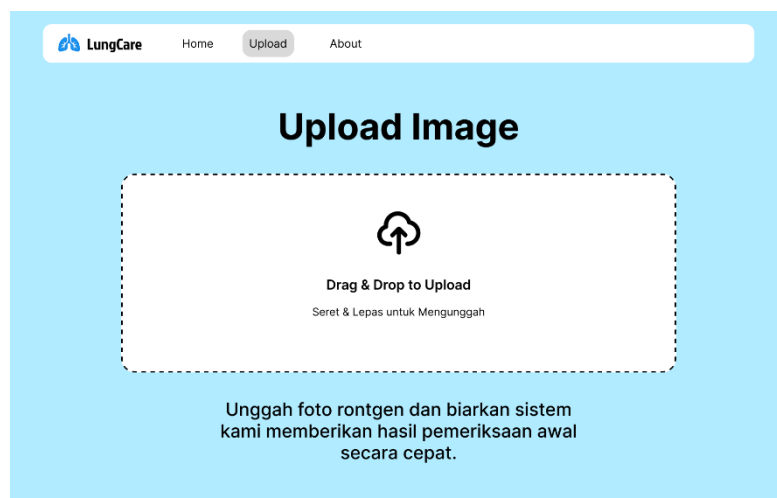 LungCare Home Upload About
Upload Image
Drag & Drop to Upload
Seret & Lepas untuk Mengunggah
Unggah foto rontgen dan biarkan sistem
kami memberikan hasil pemeriksaan awal
secara cepat.